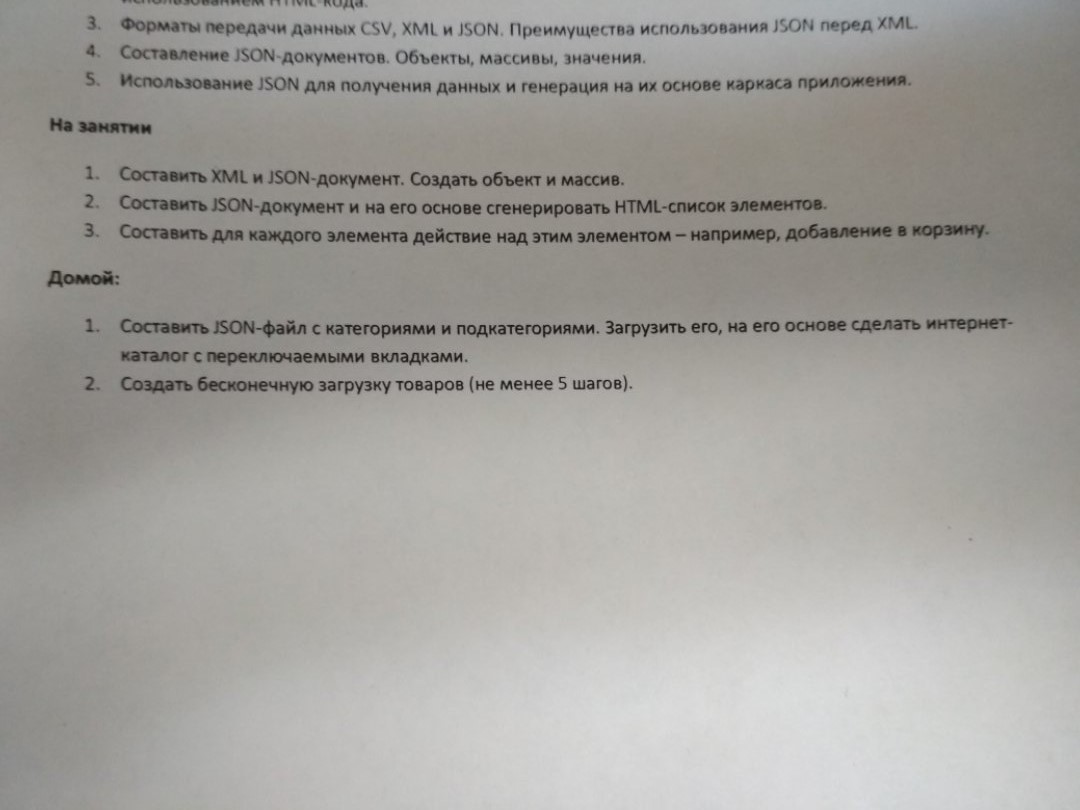 использованием HTML-кода.
3. Форматы передачи данных CSV, XML и JSON. Преимущества использования JSON перед XML.
4. Составление JSON-документов. Объекты, массивы, значения.
5. Использование JSON для получения данных и генерация на их основе каркаса приложения.
На занятии
1. Составить XML и JSON-документ. Создать объект и массив.
2. Составить JSON-документ и на его основе сгенерировать HTML-список элементов.
3. Составить для каждого элемента действие над этим элементом – например, добавление в корзину.
Домой:
1. Составить JSON-файл с категориями и подкатегориями. Загрузить его, на его основе сделать интернет-
каталог с переключаемыми вкладками.
2. Создать бесконечную загрузку товаров (не менее 5 шагов).